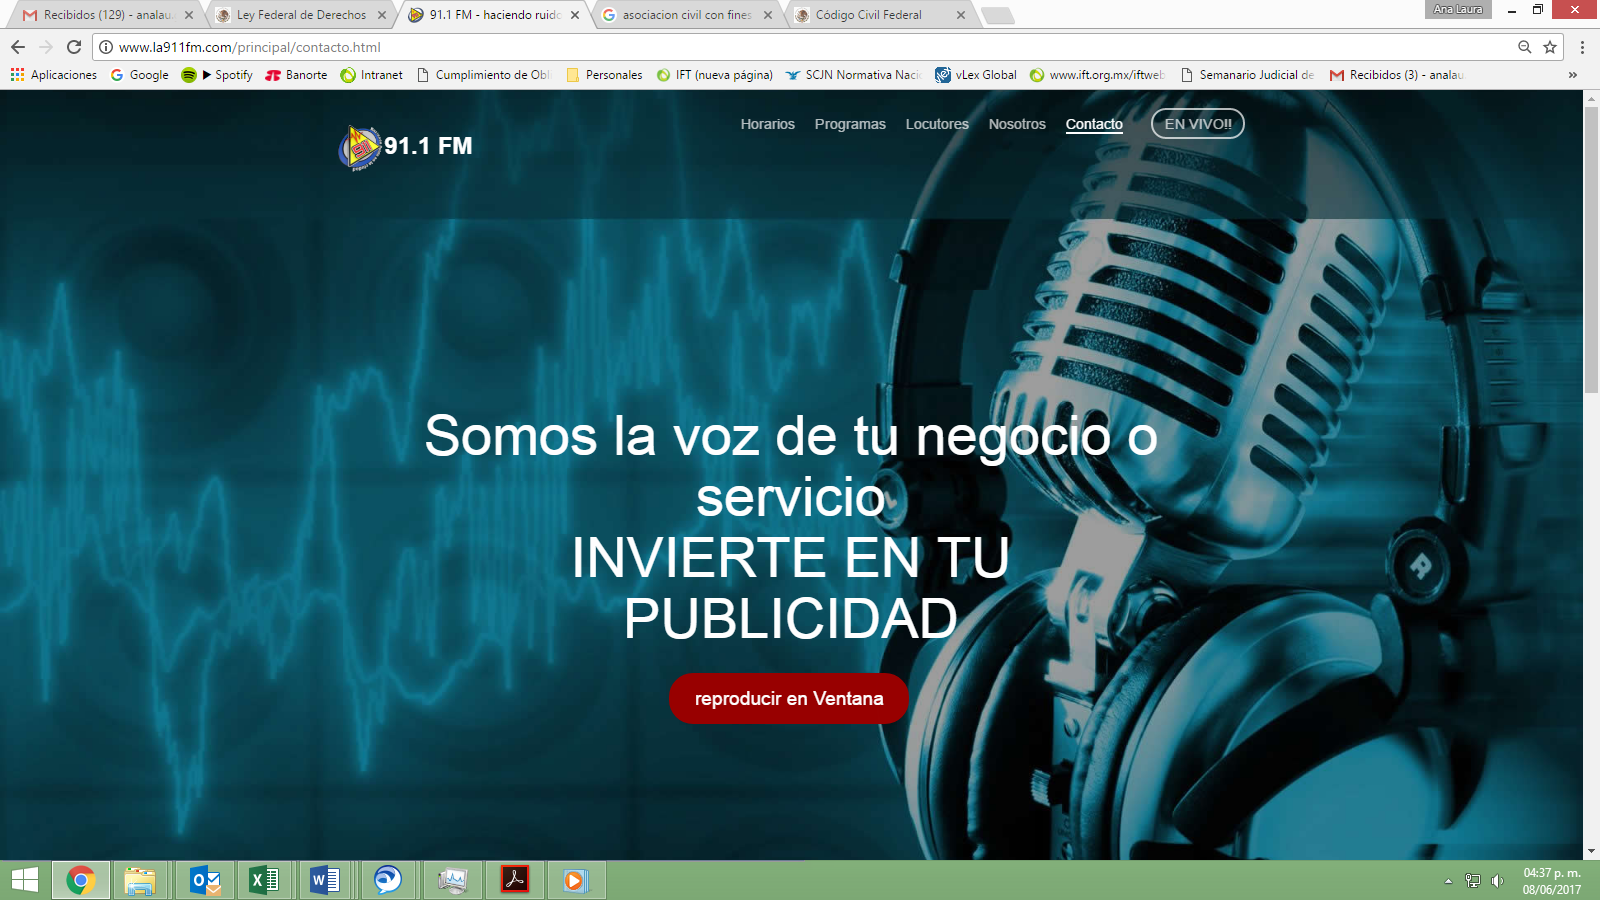 Recibidos (129) - analau
Ley Federal de Derechos
91.1 FM - haciendo ruido
asociacion civil con fines
Código Civil Federal
Ana Laura
www.la911fm.com/principal/contacto.html
Aplicaciones
Google
Spotify
Banorte
Intranet
Cumplimiento de Obli
Personales
IFT (nueva página)
SCJN Normativa Nacio
vLex Global
www.ift.org.mx/iftweb
Semanario Judicial de
Recibidos (3) - analau
»
91.1 FM
Horarios
Programas
Locutores
Nosotros
Contacto
EN VIVO!!
Somos la voz de tu negocio o
servicio
INVIERTE EN TU
PUBLICIDAD
reproducir en Ventana
04:37 p. m.
08/06/2017